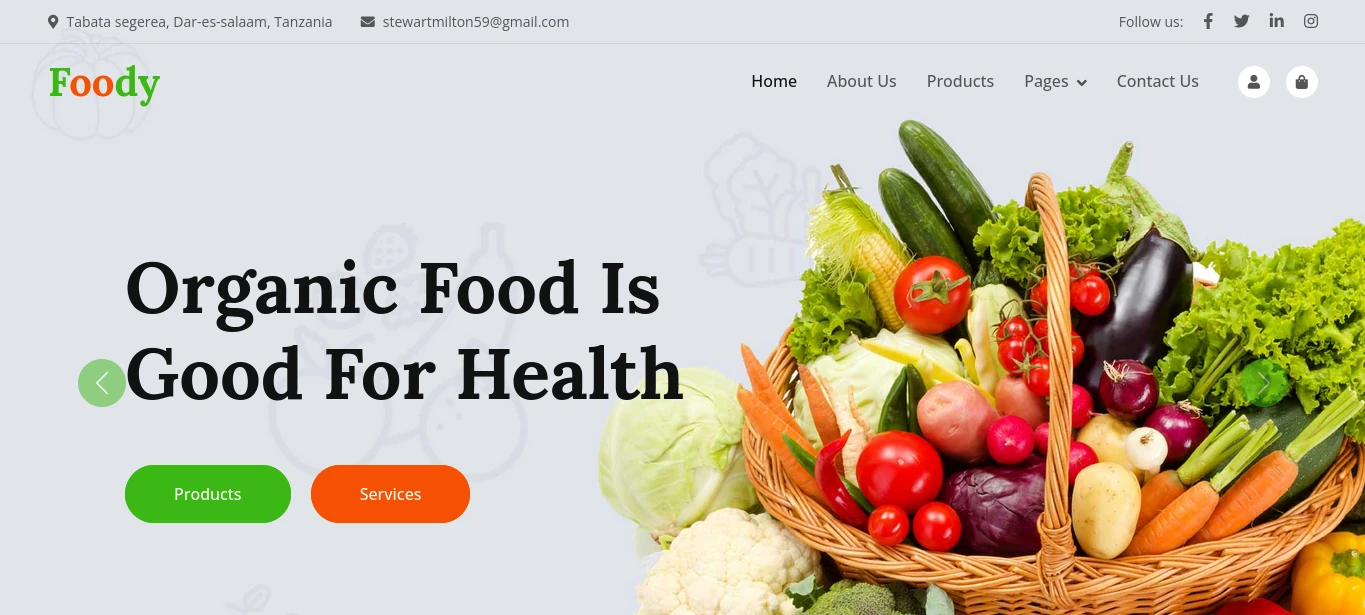 Tabata segerea, Dar-es-salaam, Tanzania stewartmilton59@gmail.com Follow us:
Foody Home About Us Products Pages Contact Us
Organic Food Is
Good For Health
Products Services